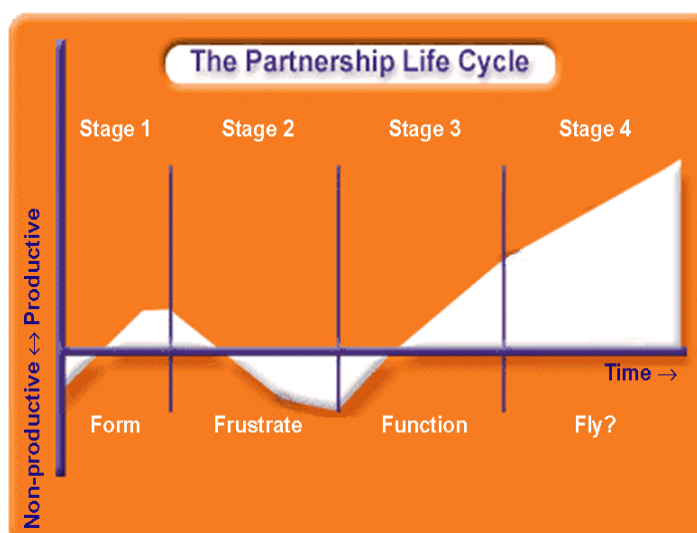 The Partnership Life Cycle
Stage 1
Stage 2
Stage 3
Stage 4
Non-productive ↔ Productive
Time →
Form
Frustrate
Function
Fly?